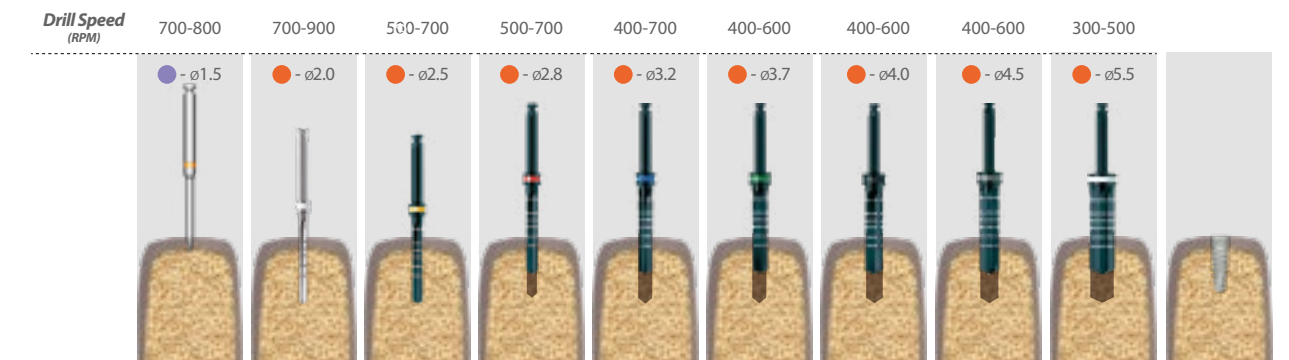 Drill Speed
(RPM)
700-800 700-900 500-700 500-700 400-700 400-600 400-600 400-600 300-500
- ø1.5 - ø2.0 - ø2.5 - ø2.8 - ø3.2 - ø3.7 - ø4.0 - ø4.5 - ø5.5